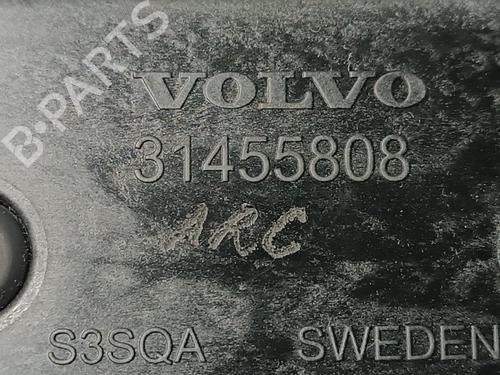 B-PARTS
VOLVO
31455808
ARC
S3SQA SWEDEN